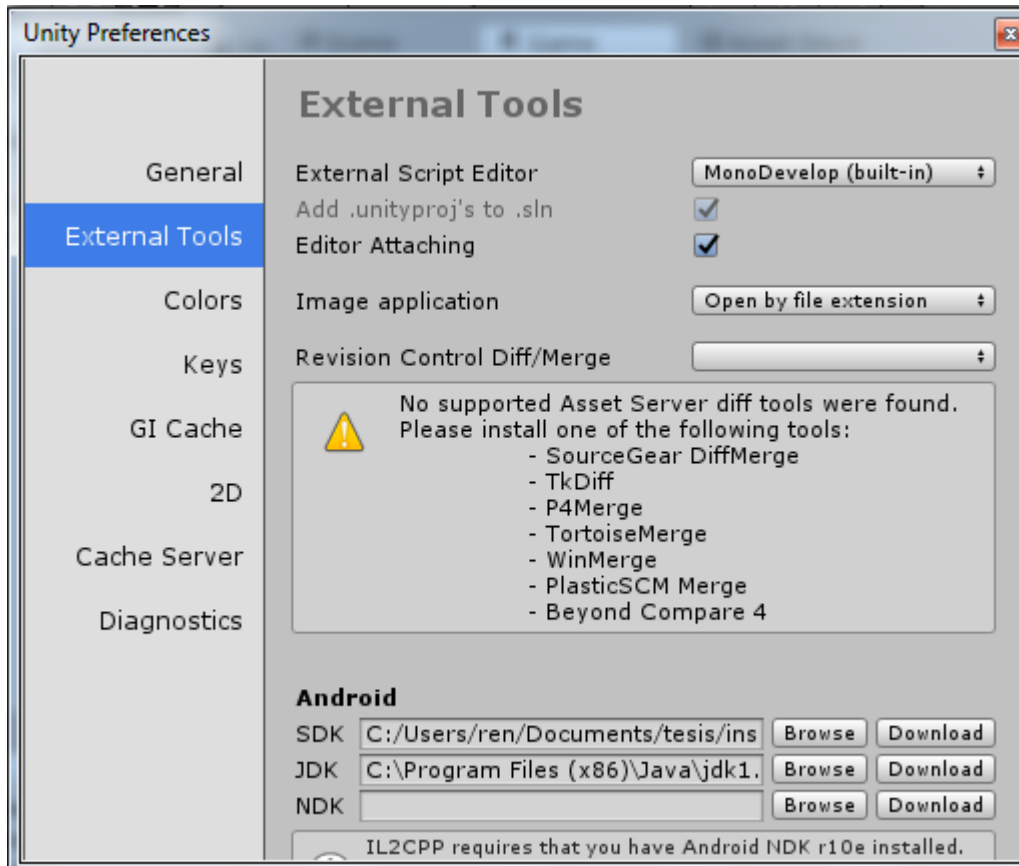 Unity Preferences
External Tools
General
External Tools
Colors
Keys
GI Cache
2D
Cache Server
Diagnostics
External Script Editor MonoDevelop (built-in)
Add .unityproj's to .sln
Editor Attaching
Image application Open by file extension
Revision Control Diff/Merge
No supported Asset Server diff tools were found.
Please install one of the following tools:
- SourceGear DiffMerge
- TkDiff
- P4Merge
- TortoiseMerge
- WinMerge
- PlasticSCM Merge
- Beyond Compare 4
Android
SDK C:/Users/ren/Documents/tesis/ins Browse Download
JDK C:\Program Files (x86)\Java\jdk1. Browse Download
NDK Browse Download
IL2CPP requires that you have Android NDK r10e installed.